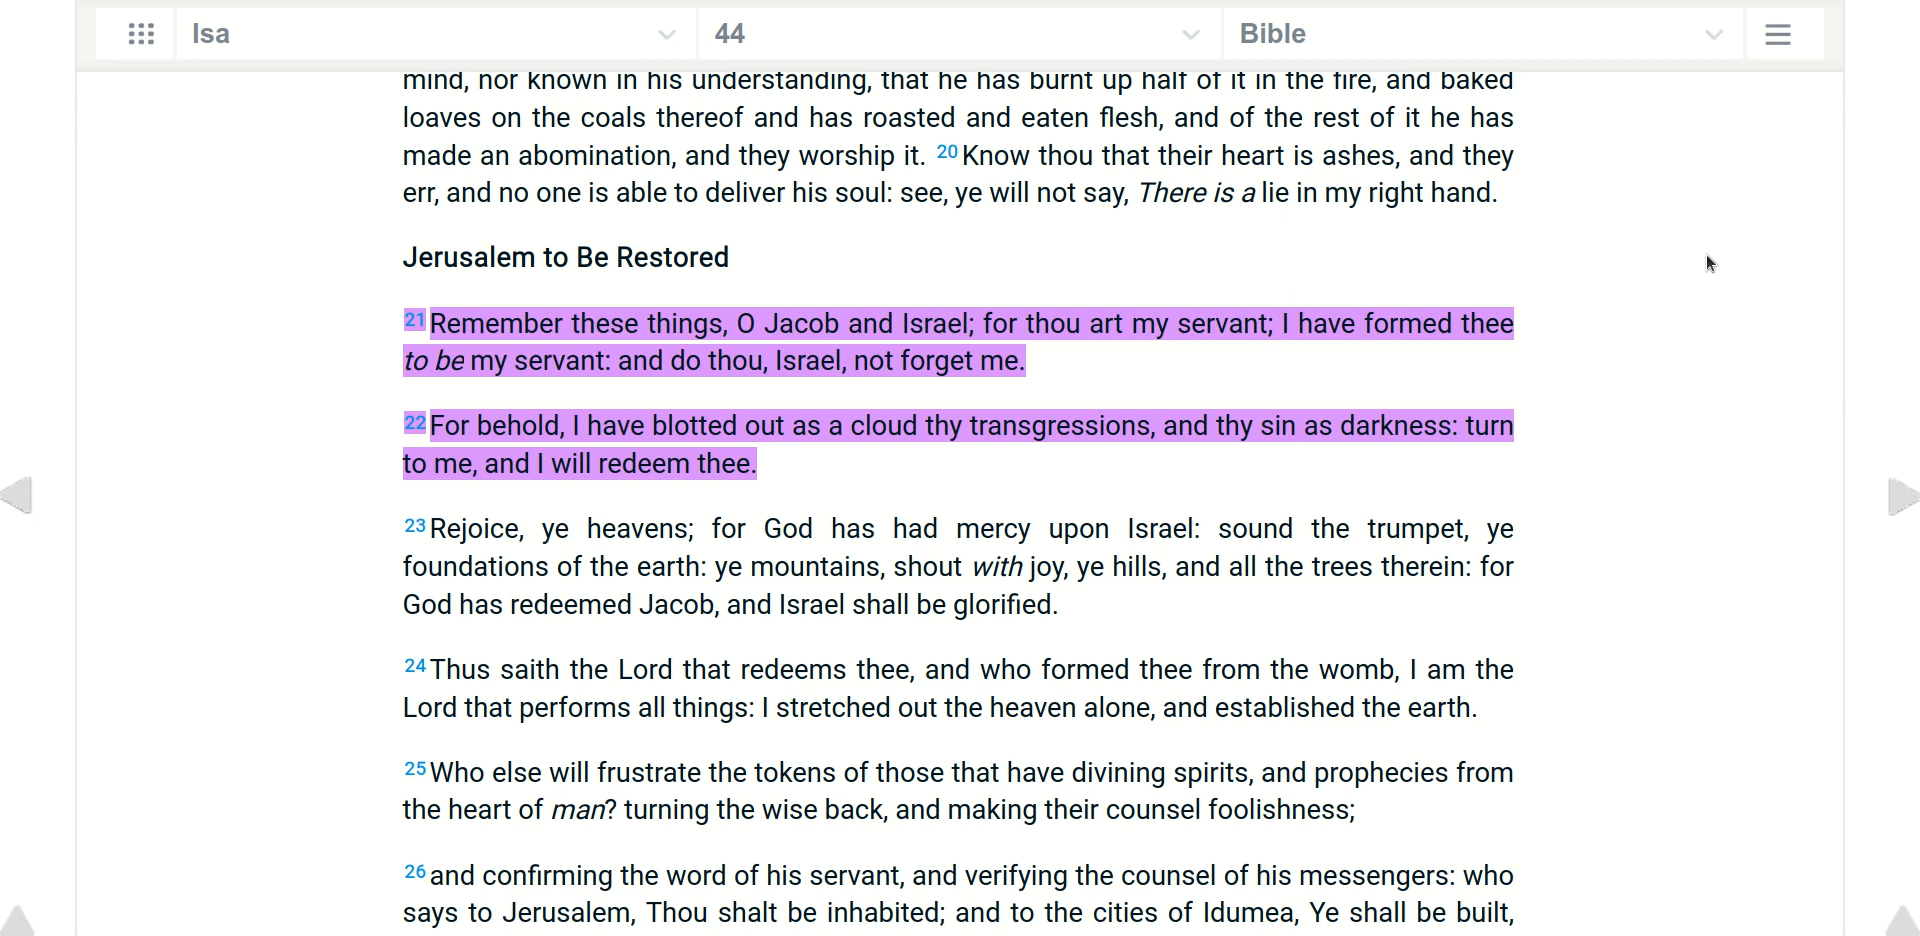 Isa 44 Bible
mind, nor known in his understanding, that he has burnt up half of it in the fire, and baked
loaves on the coals thereof and has roasted and eaten flesh, and of the rest of it he has
made an abomination, and they worship it. 20 Know thou that their heart is ashes, and they
err, and no one is able to deliver his soul: see, ye will not say, There is a lie in my right hand.
Jerusalem to Be Restored
21 Remember these things, O Jacob and Israel; for thou art my servant; I have formed thee
to be my servant: and do thou, Israel, not forget me.
22 For behold, I have blotted out as a cloud thy transgressions, and thy sin as darkness: turn
to me, and I will redeem thee.
23 Rejoice, ye heavens; for God has had mercy upon Israel: sound the trumpet, ye
foundations of the earth: ye mountains, shout with joy, ye hills, and all the trees therein: for
God has redeemed Jacob, and Israel shall be glorified.
24 Thus saith the Lord that redeems thee, and who formed thee from the womb, I am the
Lord that performs all things: I stretched out the heaven alone, and established the earth.
25 Who else will frustrate the tokens of those that have divining spirits, and prophecies from
the heart of man? turning the wise back, and making their counsel foolishness;
26 and confirming the word of his servant, and verifying the counsel of his messengers: who
says to Jerusalem, Thou shalt be inhabited; and to the cities of Idumea, Ye shall be built,